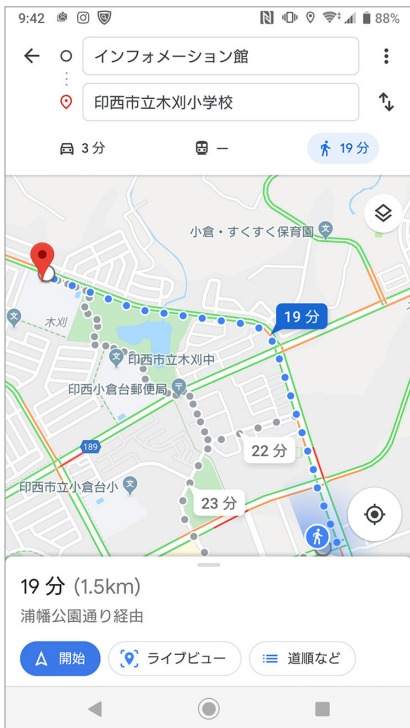 9:42
88%
インフォメーション館
印西市立木刈小学校
3 分
—
19 分
小倉・すくすく保育園
文
19 分
木刈
文
文
印西市立木刈中
印西小倉台郵便局
189
22 分
印西市立小倉台小
文
23 分
19 分 (1.5km)
浦幡公園通り経由
開始
ライブビュー
道順など